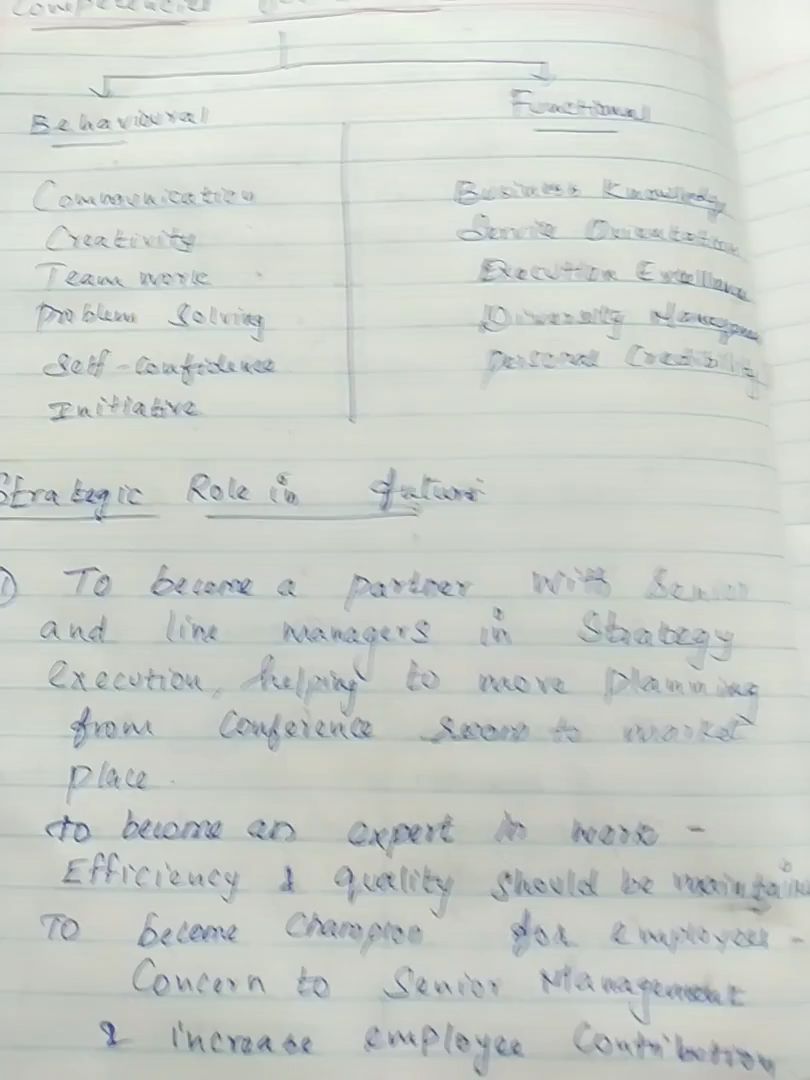 Competencies
Behavioural Functional
Communication Business Knowledge
Creativity Service Orientation
Team work Execution Excellence
Problem Solving Diversity Management
Self-Confidence Personal Credibility
Initiative
Strategic Role in future
1) To become a partner with Senior
and line managers in Strategy
execution, helping to move planning
from Conference room to market
place.
to become an expert in work -
Efficiency & quality should be maintain
To become Champion for employees -
Concern to Senior Management
& increase employee Contribution